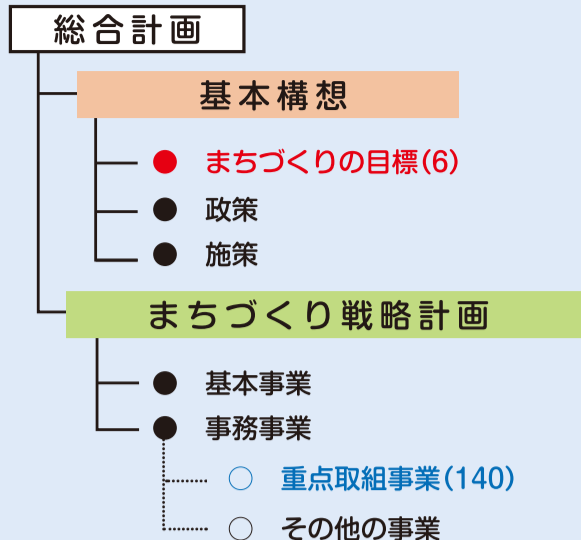 総合計画
基本構想
● まちづくりの目標(6)
● 政策
● 施策
まちづくり戦略計画
● 基本事業
● 事務事業
○ 重点取組事業(140)
○ その他の事業